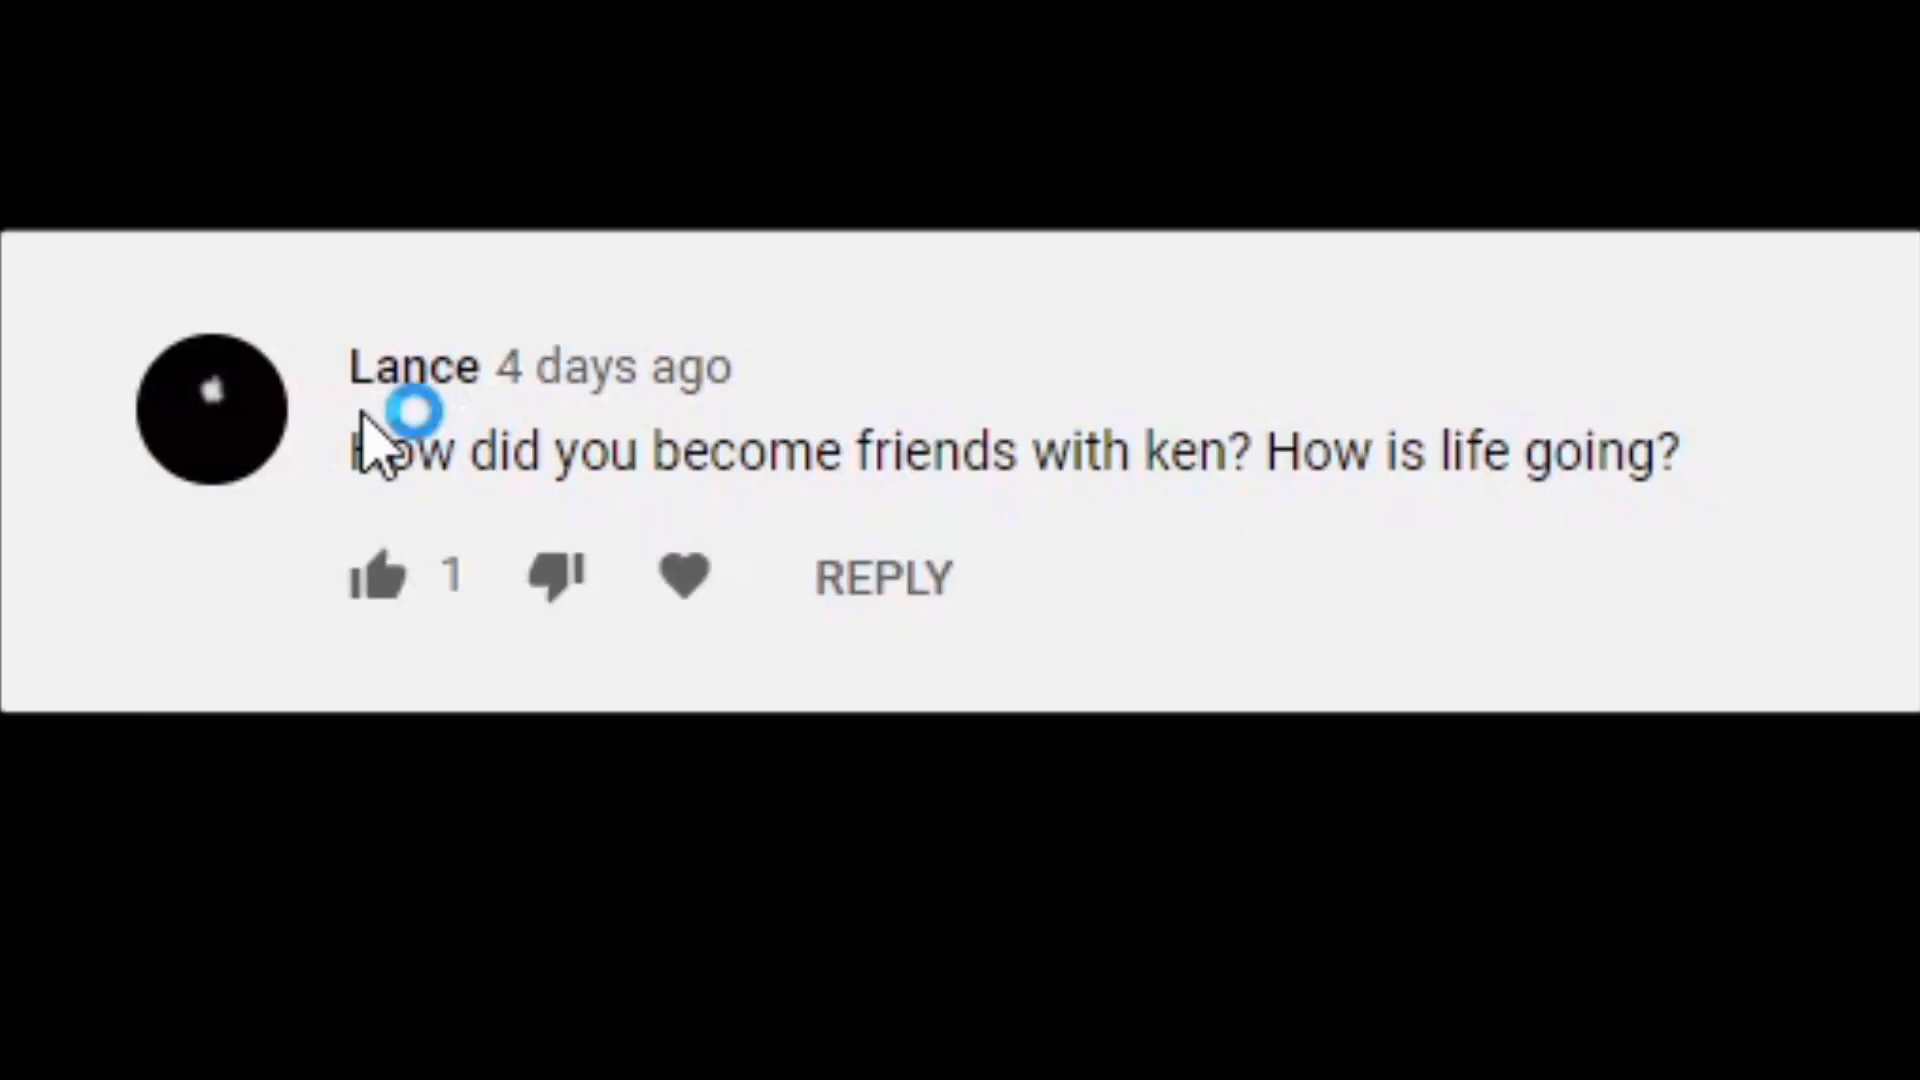 Lance 4 days ago
How did you become friends with ken? How is life going?
1
REPLY